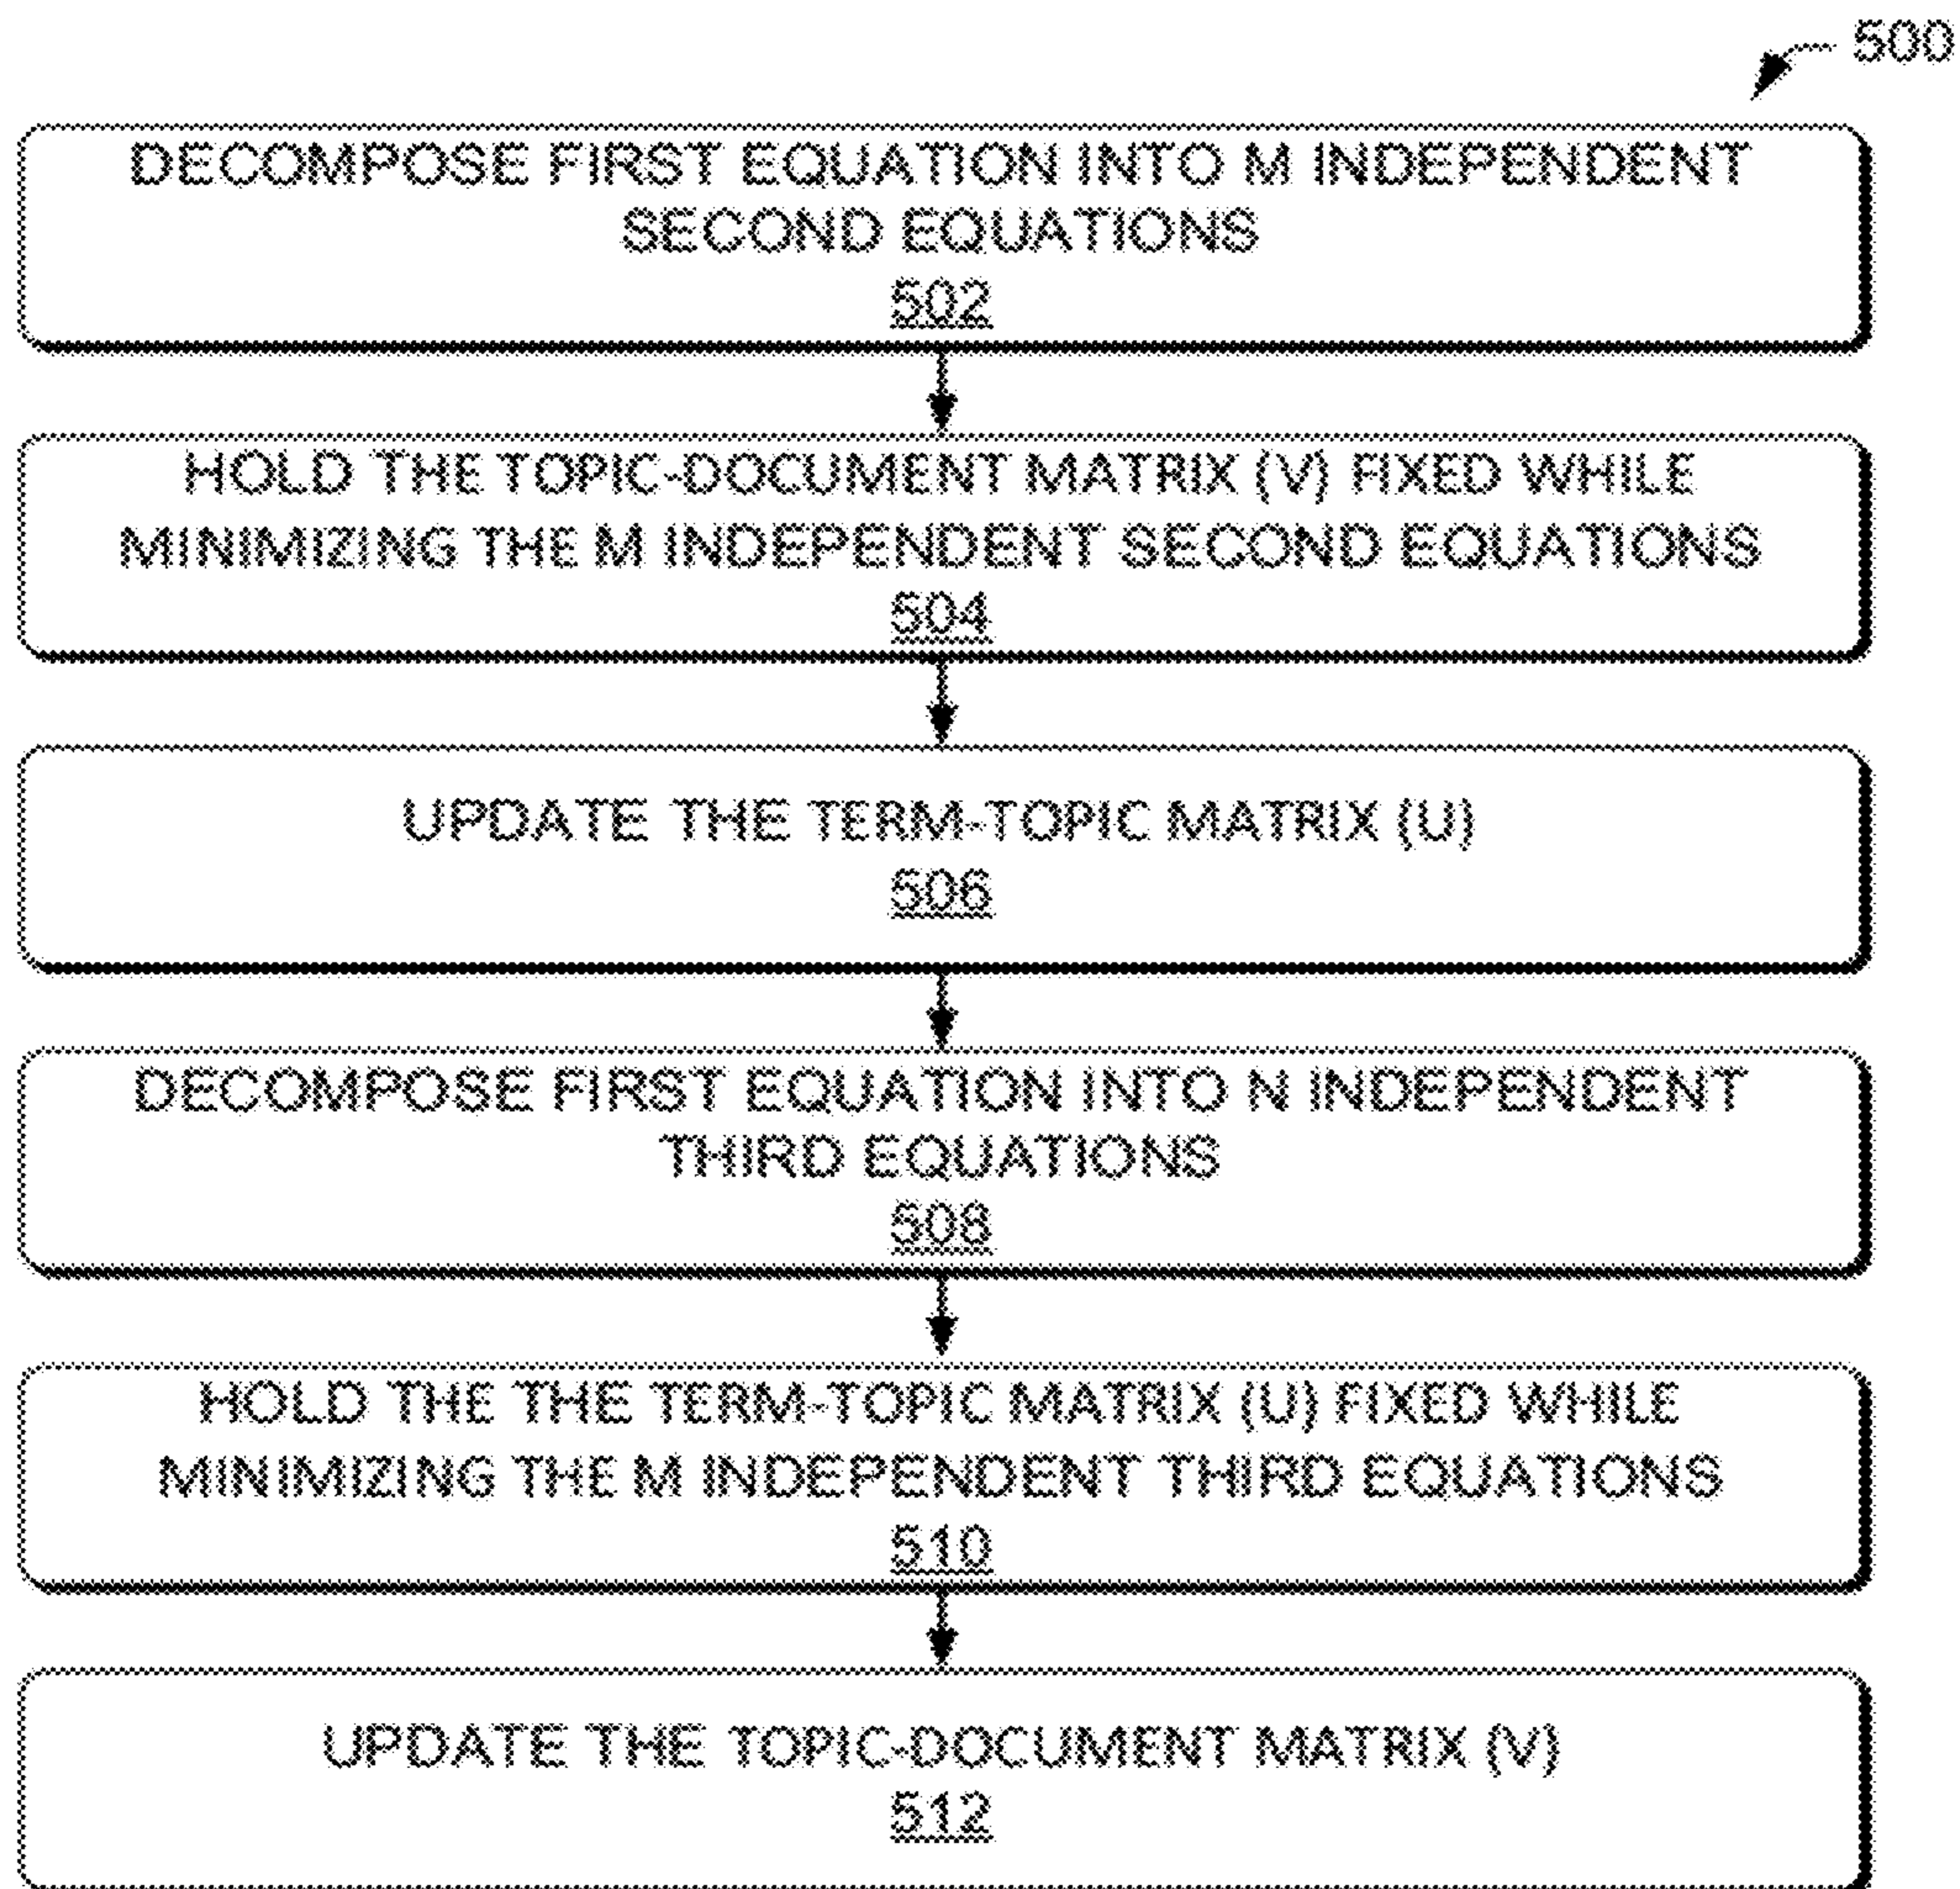 500
DECOMPOSE FIRST EQUATION INTO M INDEPENDENT
SECOND EQUATIONS
502
HOLD THE TOPIC-DOCUMENT MATRIX (V) FIXED WHILE
MINIMIZING THE M INDEPENDENT SECOND EQUATIONS
504
UPDATE THE TERM-TOPIC MATRIX (U)
506
DECOMPOSE FIRST EQUATION INTO N INDEPENDENT
THIRD EQUATIONS
508
HOLD THE THE TERM-TOPIC MATRIX (U) FIXED WHILE
MINIMIZING THE M INDEPENDENT THIRD EQUATIONS
510
UPDATE THE TOPIC-DOCUMENT MATRIX (V)
512